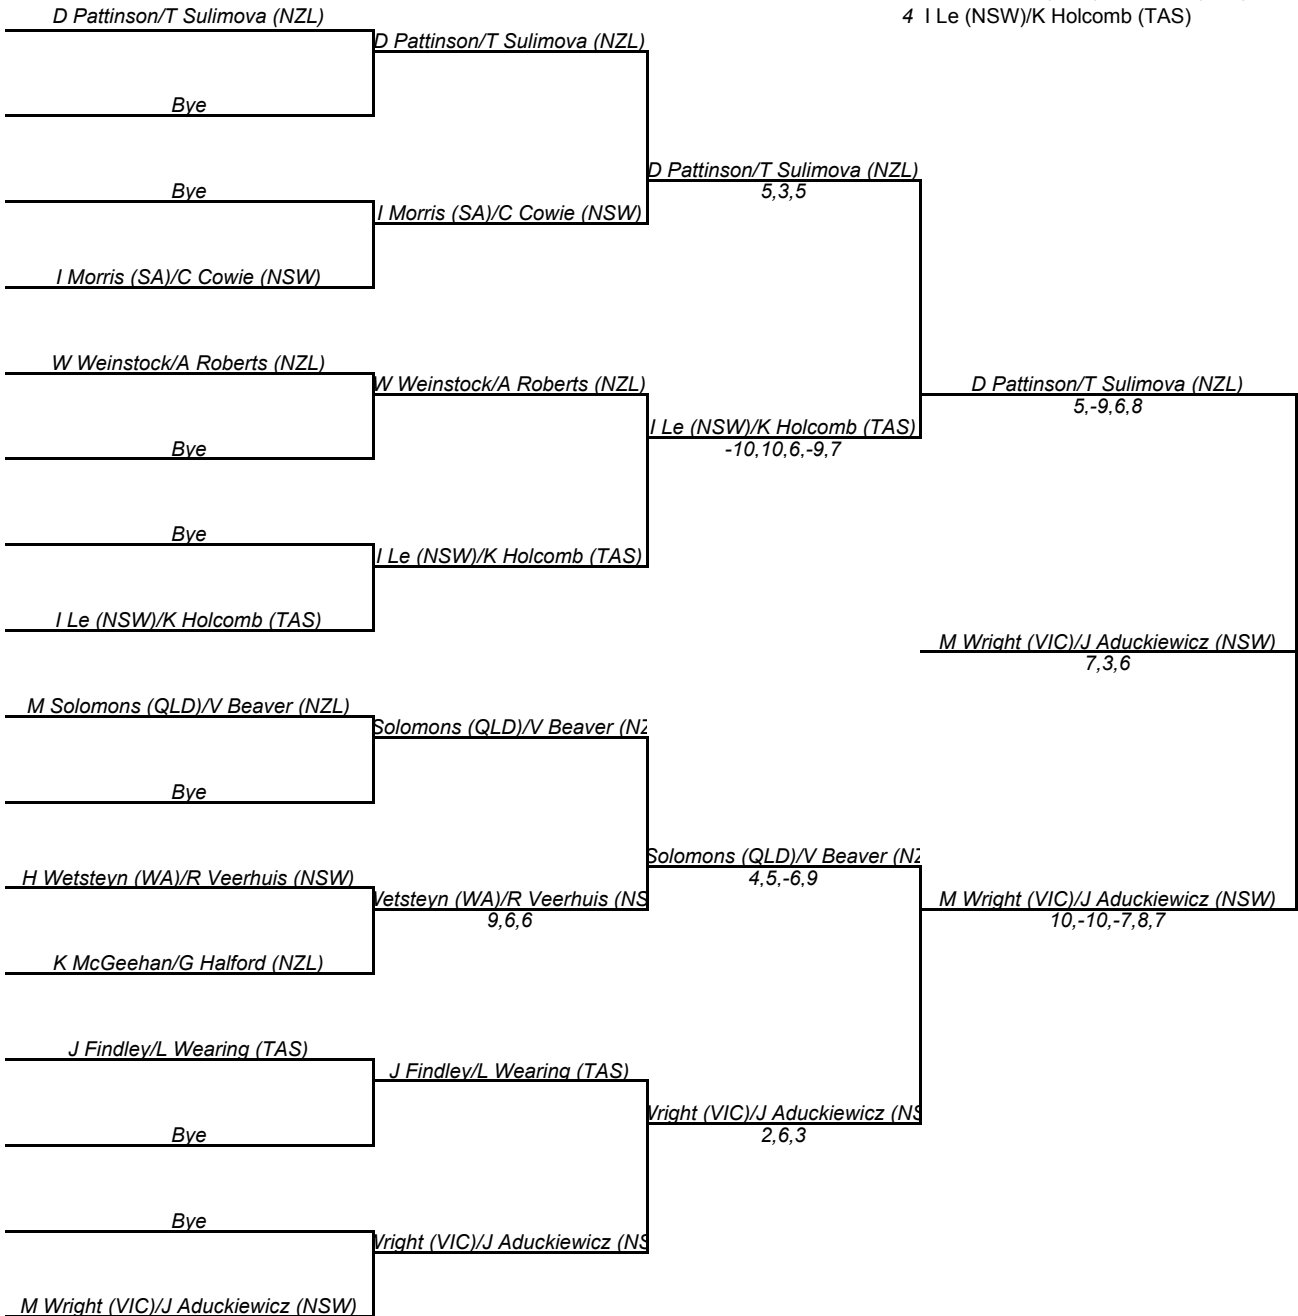 D Pattinson/T Sulimova (NZL)
4 I Le (NSW)/K Holcomb (TAS)
D Pattinson/T Sulimova (NZL)
Bye
D Pattinson/T Sulimova (NZL)
5,3,5
Bye
I Morris (SA)/C Cowie (NSW)
I Morris (SA)/C Cowie (NSW)
W Weinstock/A Roberts (NZL)
W Weinstock/A Roberts (NZL)
D Pattinson/T Sulimova (NZL)
5,-9,6,8
I Le (NSW)/K Holcomb (TAS)
-10,10,6,-9,7
Bye
Bye
I Le (NSW)/K Holcomb (TAS)
I Le (NSW)/K Holcomb (TAS)
M Wright (VIC)/J Aduckiewicz (NSW)
7,3,6
M Solomons (QLD)/V Beaver (NZL)
Solomons (QLD)/V Beaver (NZ
Bye
Solomons (QLD)/V Beaver (NZ
4,5,-6,9
H Wetsteyn (WA)/R Veerhuis (NSW)
Wetsteyn (WA)/R Veerhuis (NS
9,6,6
M Wright (VIC)/J Aduckiewicz (NSW)
10,-10,-7,8,7
K McGeehan/G Halford (NZL)
J Findley/L Wearing (TAS)
J Findley/L Wearing (TAS)
Wright (VIC)/J Aduckiewicz (NS
2,6,3
Bye
Bye
Wright (VIC)/J Aduckiewicz (NS
M Wright (VIC)/J Aduckiewicz (NSW)